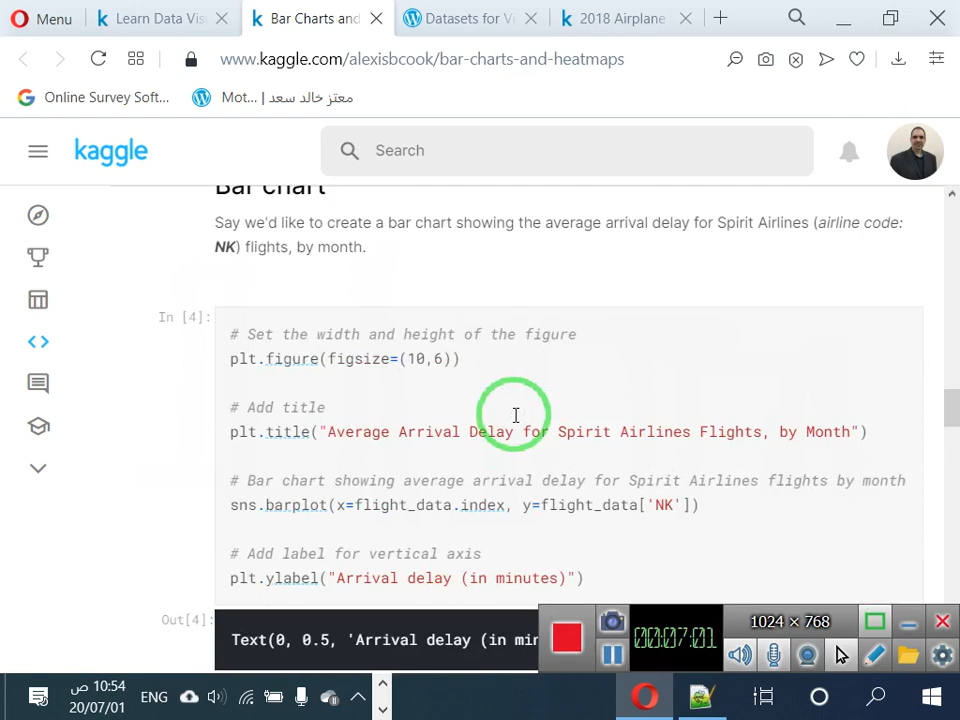 Menu
Learn Data Vis
Bar Charts and
Datasets for Vi
2018 Airplane
www.kaggle.com/alexisbcook/bar-charts-and-heatmaps
Online Survey Soft...
Mot... | معتز خالد سعد
kaggle
Search
Bar chart
Say we'd like to create a bar chart showing the average arrival delay for Spirit Airlines (airline code:
NK) flights, by month.
In [4]:
# Set the width and height of the figure
plt.figure(figsize=(10,6))
# Add title
plt.title("Average Arrival Delay for Spirit Airlines Flights, by Month")
# Bar chart showing average arrival delay for Spirit Airlines flights by month
sns.barplot(x=flight_data.index, y=flight_data['NK'])
# Add label for vertical axis
plt.ylabel("Arrival delay (in minutes)")
Out[4]:
Text(0, 0.5, 'Arrival delay (in min
00:07:01
1024 × 768
10:54 ص
20/07/01
ENG